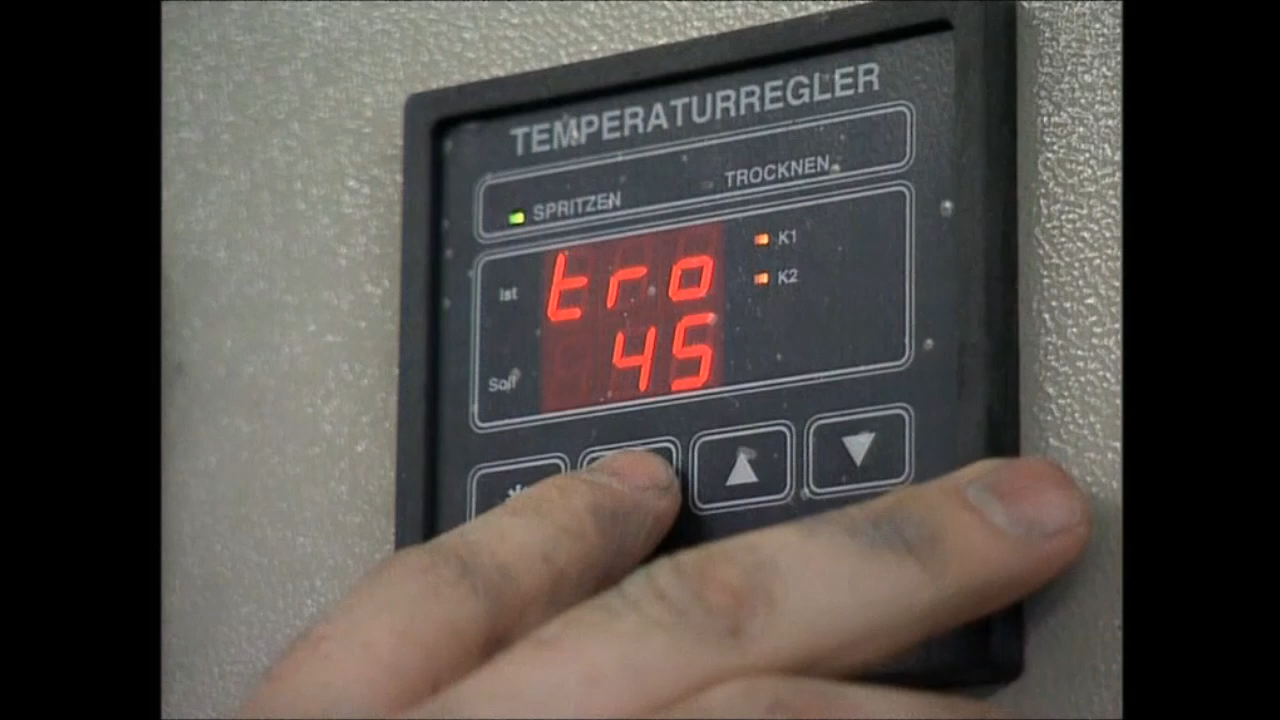 TEMPERATURREGLER
SPRITZEN TROCKNEN
Ist tro K1
K2
Soll 45